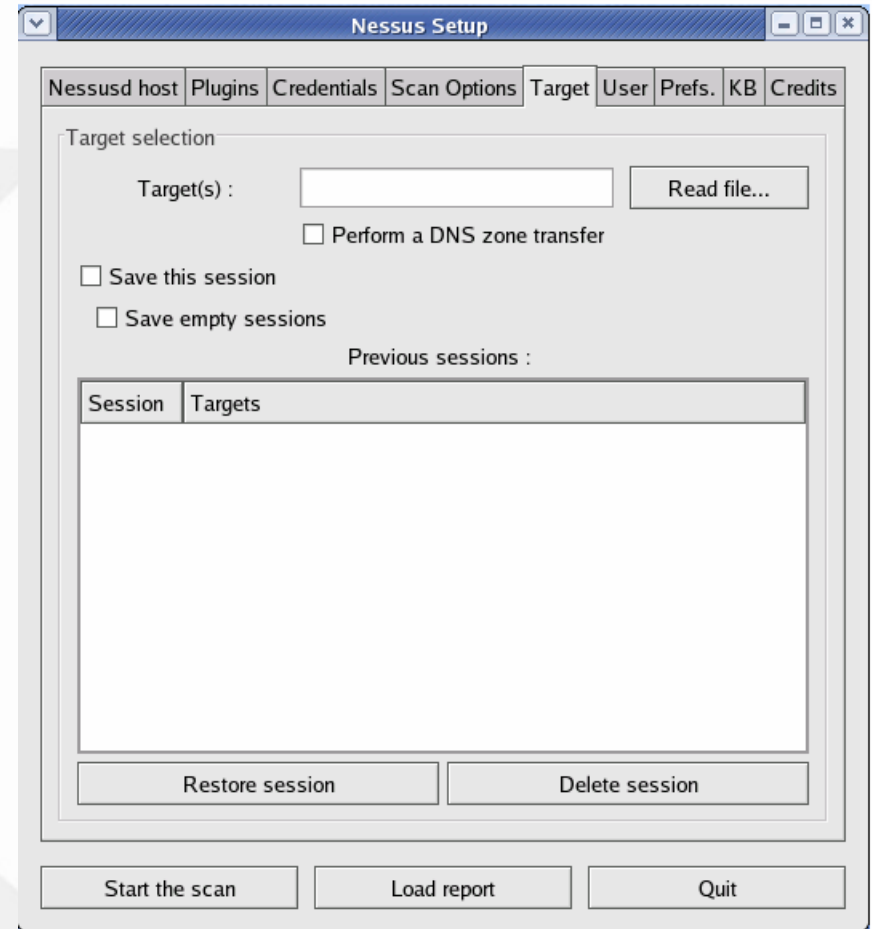 Nessus Setup
Nessusd host Plugins Credentials Scan Options Target User Prefs. KB Credits
Target selection
Target(s) : Read file...
Perform a DNS zone transfer
Save this session
Save empty sessions
Previous sessions :
Session Targets
Restore session Delete session
Start the scan Load report Quit